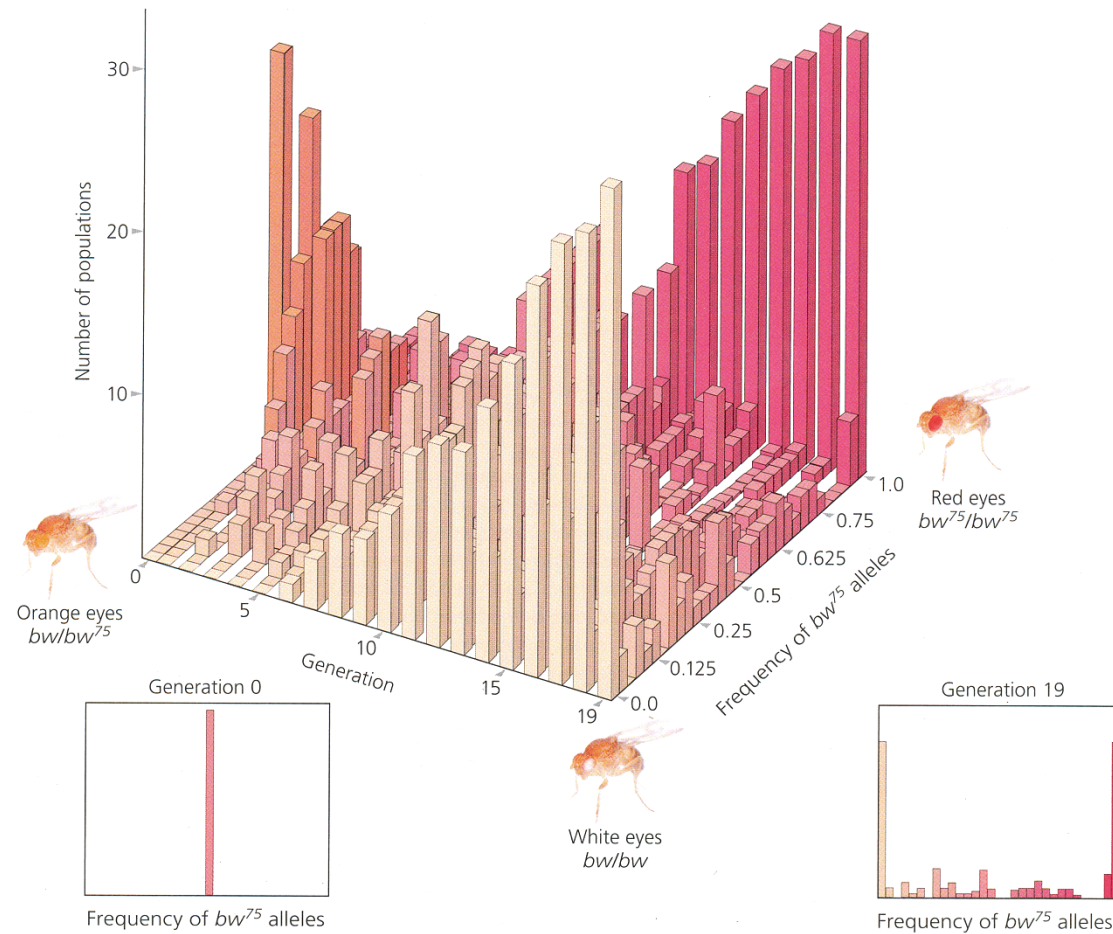 30
20
10
Number of populations
0
5
10
15
19
Generation
0.0
0.125
0.25
0.5
0.625
0.75
1.0
Frequency of bw⁷⁵ alleles
Orange eyes
bw/bw⁷⁵
Red eyes
bw⁷⁵/bw⁷⁵
White eyes
bw/bw
Generation 0
Frequency of bw⁷⁵ alleles
Generation 19
Frequency of bw⁷⁵ alleles